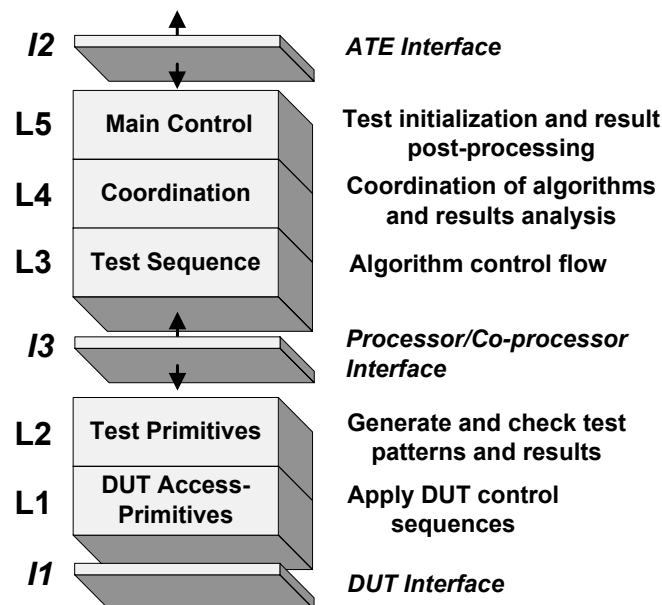 I2 ATE Interface
L5 Main Control Test initialization and result
post-processing
L4 Coordination Coordination of algorithms
and results analysis
L3 Test Sequence Algorithm control flow
I3 Processor/Co-processor
Interface
L2 Test Primitives Generate and check test
patterns and results
L1 DUT Access-
Primitives Apply DUT control
sequences
I1 DUT Interface